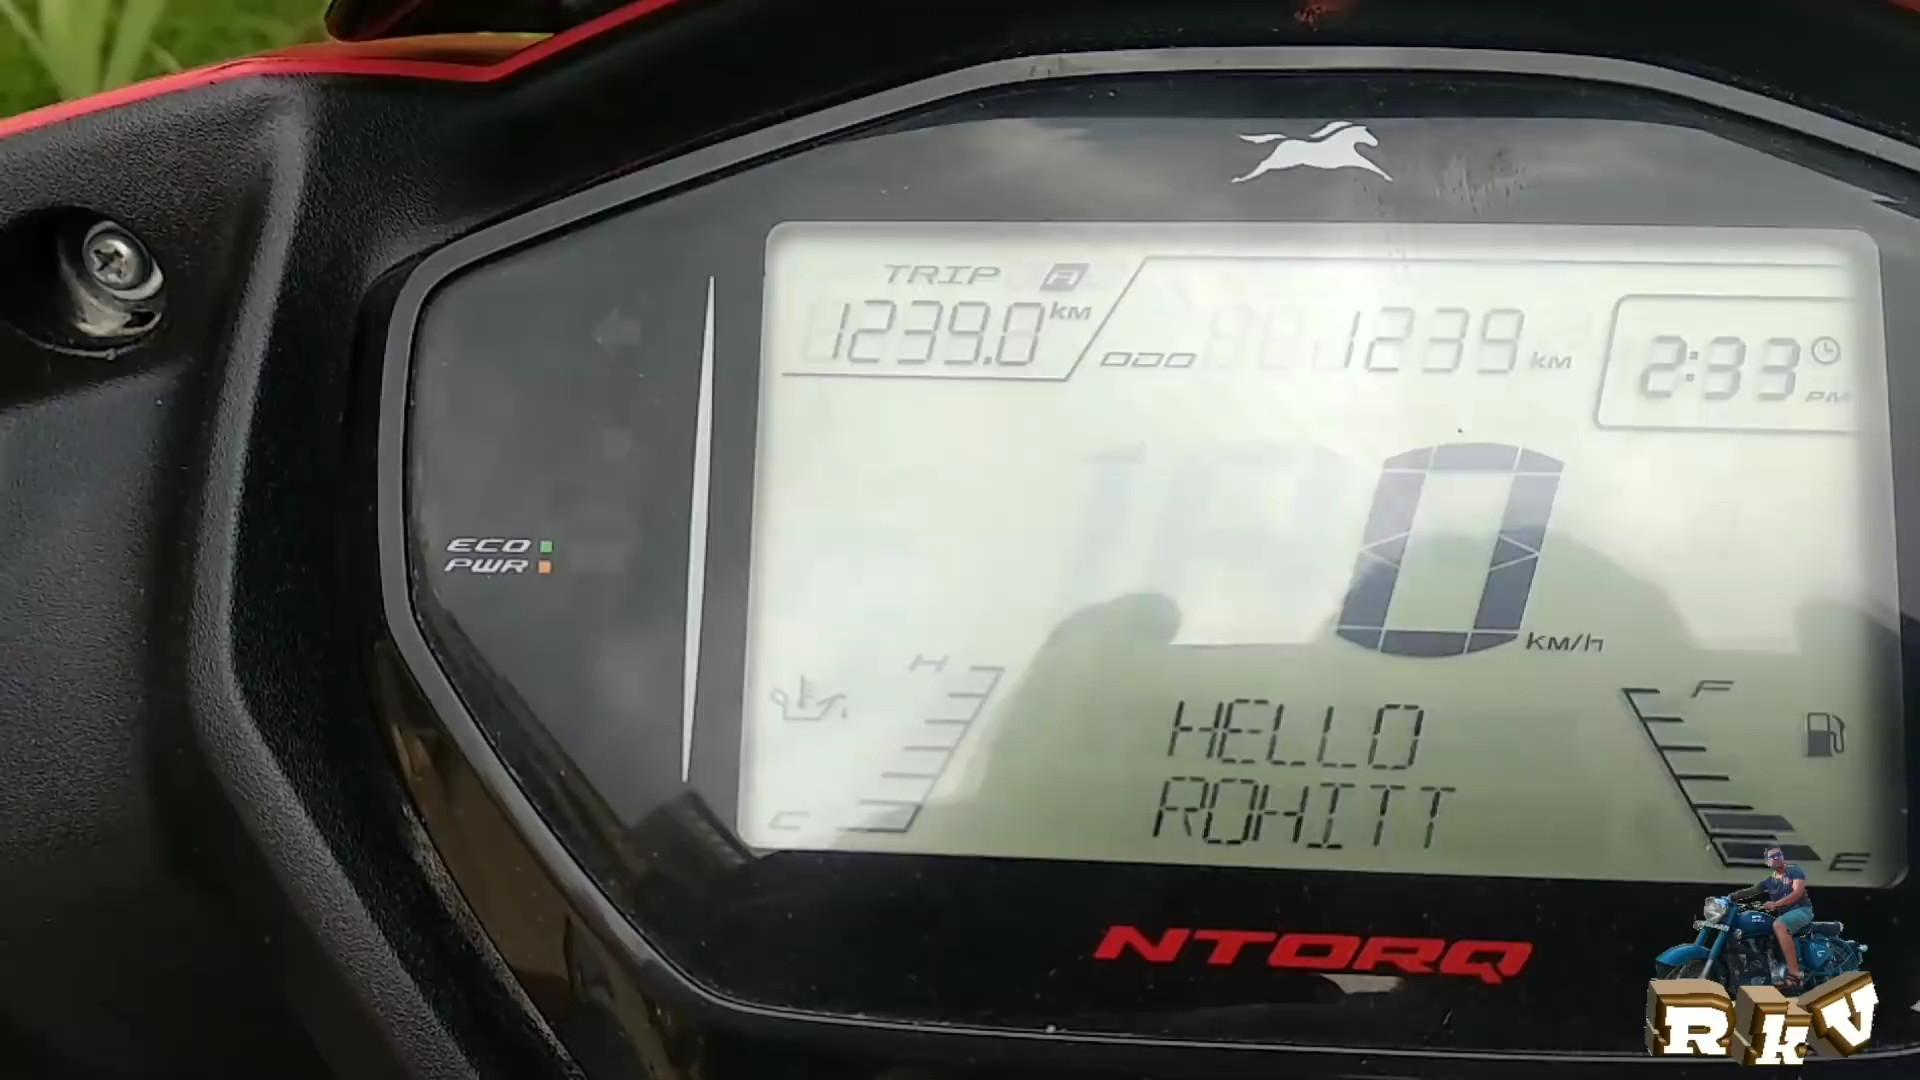 TRIP A
1239.0 KM
ODO 1239 KM
2:33 PM
ECO
PWR
0 KM/h
H
C
F
E
HELLO
ROHITT
NTORQ
RKV